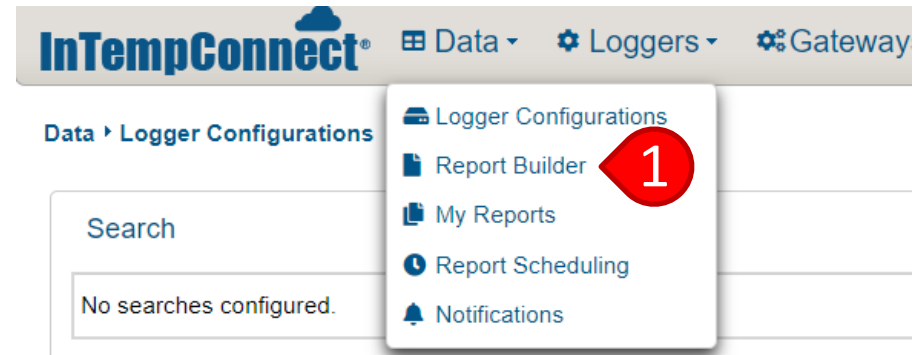 InTempConnect® Data Loggers Gateways
Data Logger Configurations
Logger Configurations
Report Builder 1
My Reports
Report Scheduling
Notifications
Search
No searches configured.